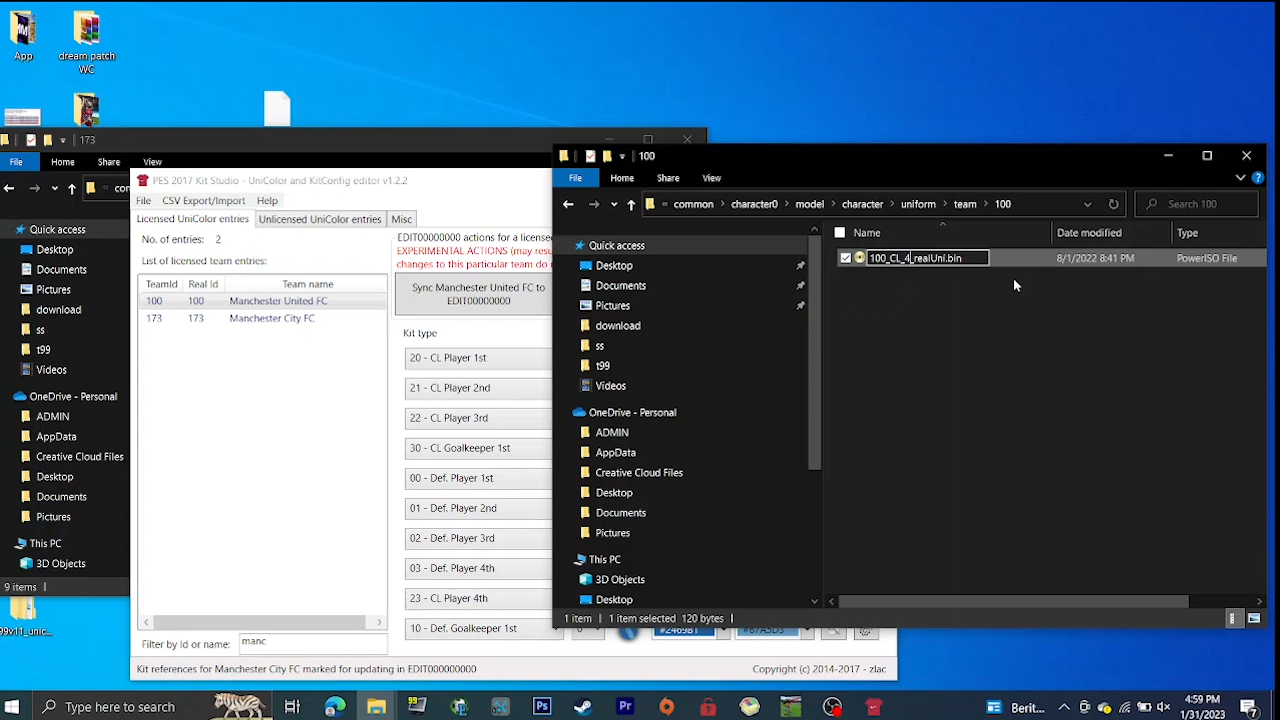 App
dream patch
WC
173
File
Home
Share
View
Quick access
Desktop
Documents
Pictures
download
ss
t99
Videos
OneDrive - Personal
ADMIN
AppData
Creative Cloud Files
Desktop
Documents
Pictures
This PC
3D Objects
9 items
PES 2017 Kit Studio - UniColor and KitConfig editor v1.2.2
File
CSV Export/Import
Help
Licensed UniColor entries
Unlicensed UniColor entries
Misc
No. of entries: 2
List of licensed team entries:
TeamId Real Id Team name
100 100 Manchester United FC
173 173 Manchester City FC
Filter by Id or name: manc
Kit references for Manchester City FC marked for updating in EDIT00000000
Copyright (c) 2014-2017 - zlac
EDIT00000000 actions for a license
EXPERIMENTAL ACTIONS (may resu
changes to this particular team do
Sync Manchester United FC to
EDIT00000000
Kit type
20 - CL Player 1st
21 - CL Player 2nd
22 - CL Player 3rd
30 - CL Goalkeeper 1st
00 - Def. Player 1st
01 - Def. Player 2nd
02 - Def. Player 3rd
03 - Def. Player 4th
23 - CL Player 4th
10 - Def. Goalkeeper 1st
100
File
Home
Share
View
« common › character0 › model › character › uniform › team › 100
Search 100
Quick access
Desktop
Documents
Pictures
download
ss
t99
Videos
OneDrive - Personal
ADMIN
AppData
Creative Cloud Files
Desktop
Documents
Pictures
This PC
3D Objects
Desktop
Name Date modified Type
100_CL_4_realUni.bin 8/1/2022 8:41 PM PowerISO File
1 item 1 item selected 120 bytes
Type here to search
Berit...
4:59 PM
1/31/2023
7